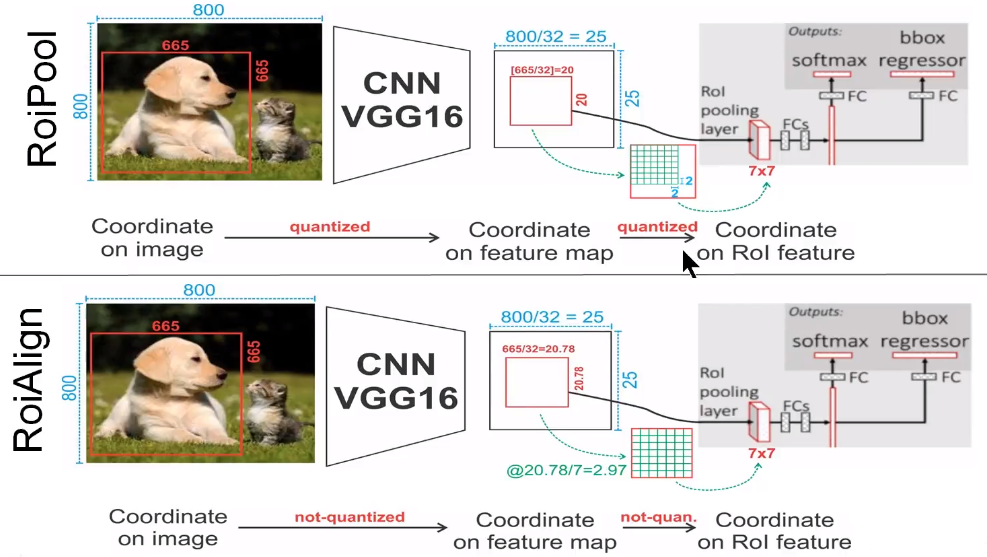 RoiPool
800
800
665
665
CNN
VGG16
800/32 = 25
25
[665/32]=20
20
2
2
Outputs:
softmax
bbox
regressor
FC
FC
RoI
pooling
layer
FCs
7x7
Coordinate
on image
quantized
Coordinate
on feature map
quantized
Coordinate
on RoI feature
RoiAlign
800
800
665
665
CNN
VGG16
800/32 = 25
25
665/32=20.78
20.78
@20.78/7=2.97
Outputs:
softmax
bbox
regressor
FC
FC
RoI
pooling
layer
FCs
7x7
Coordinate
on image
not-quantized
Coordinate
on feature map
not-quan.
Coordinate
on RoI feature